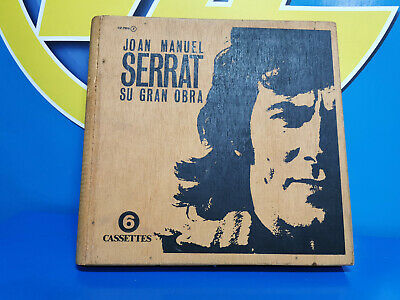 JOAN MANUEL
SERRAT
SU GRAN OBRA
6
CASSETTES